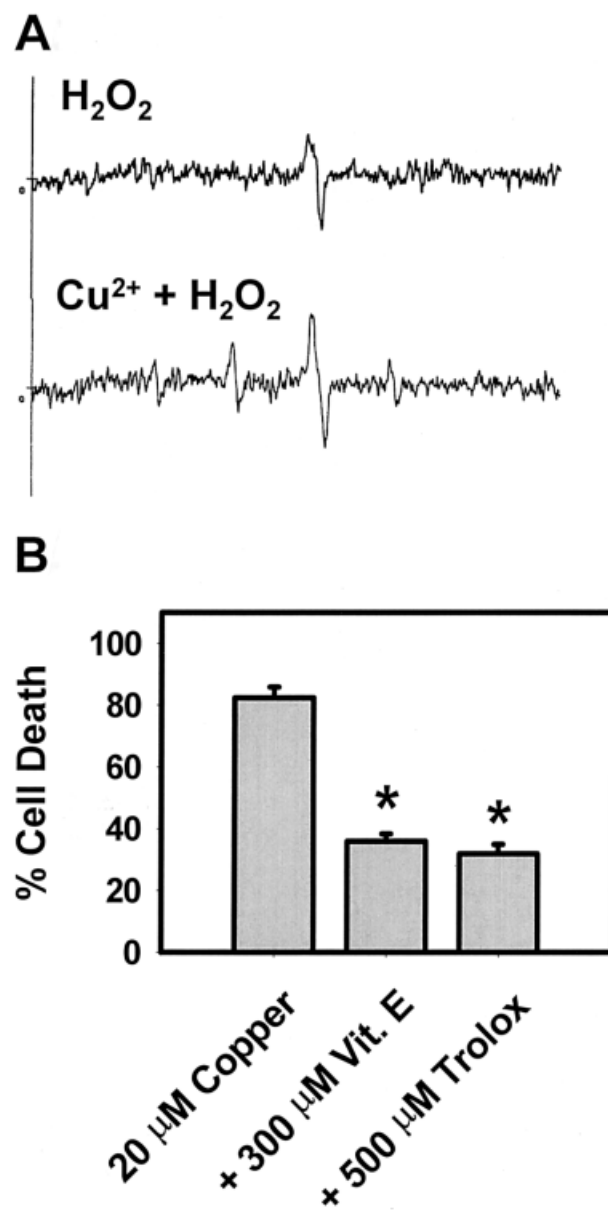 A
H₂O₂
o
Cu²⁺ + H₂O₂
o
B
% Cell Death
100
80
60
40
20
0
*
*
20 μM Copper
+ 300 μM Vit. E
+ 500 μM Trolox